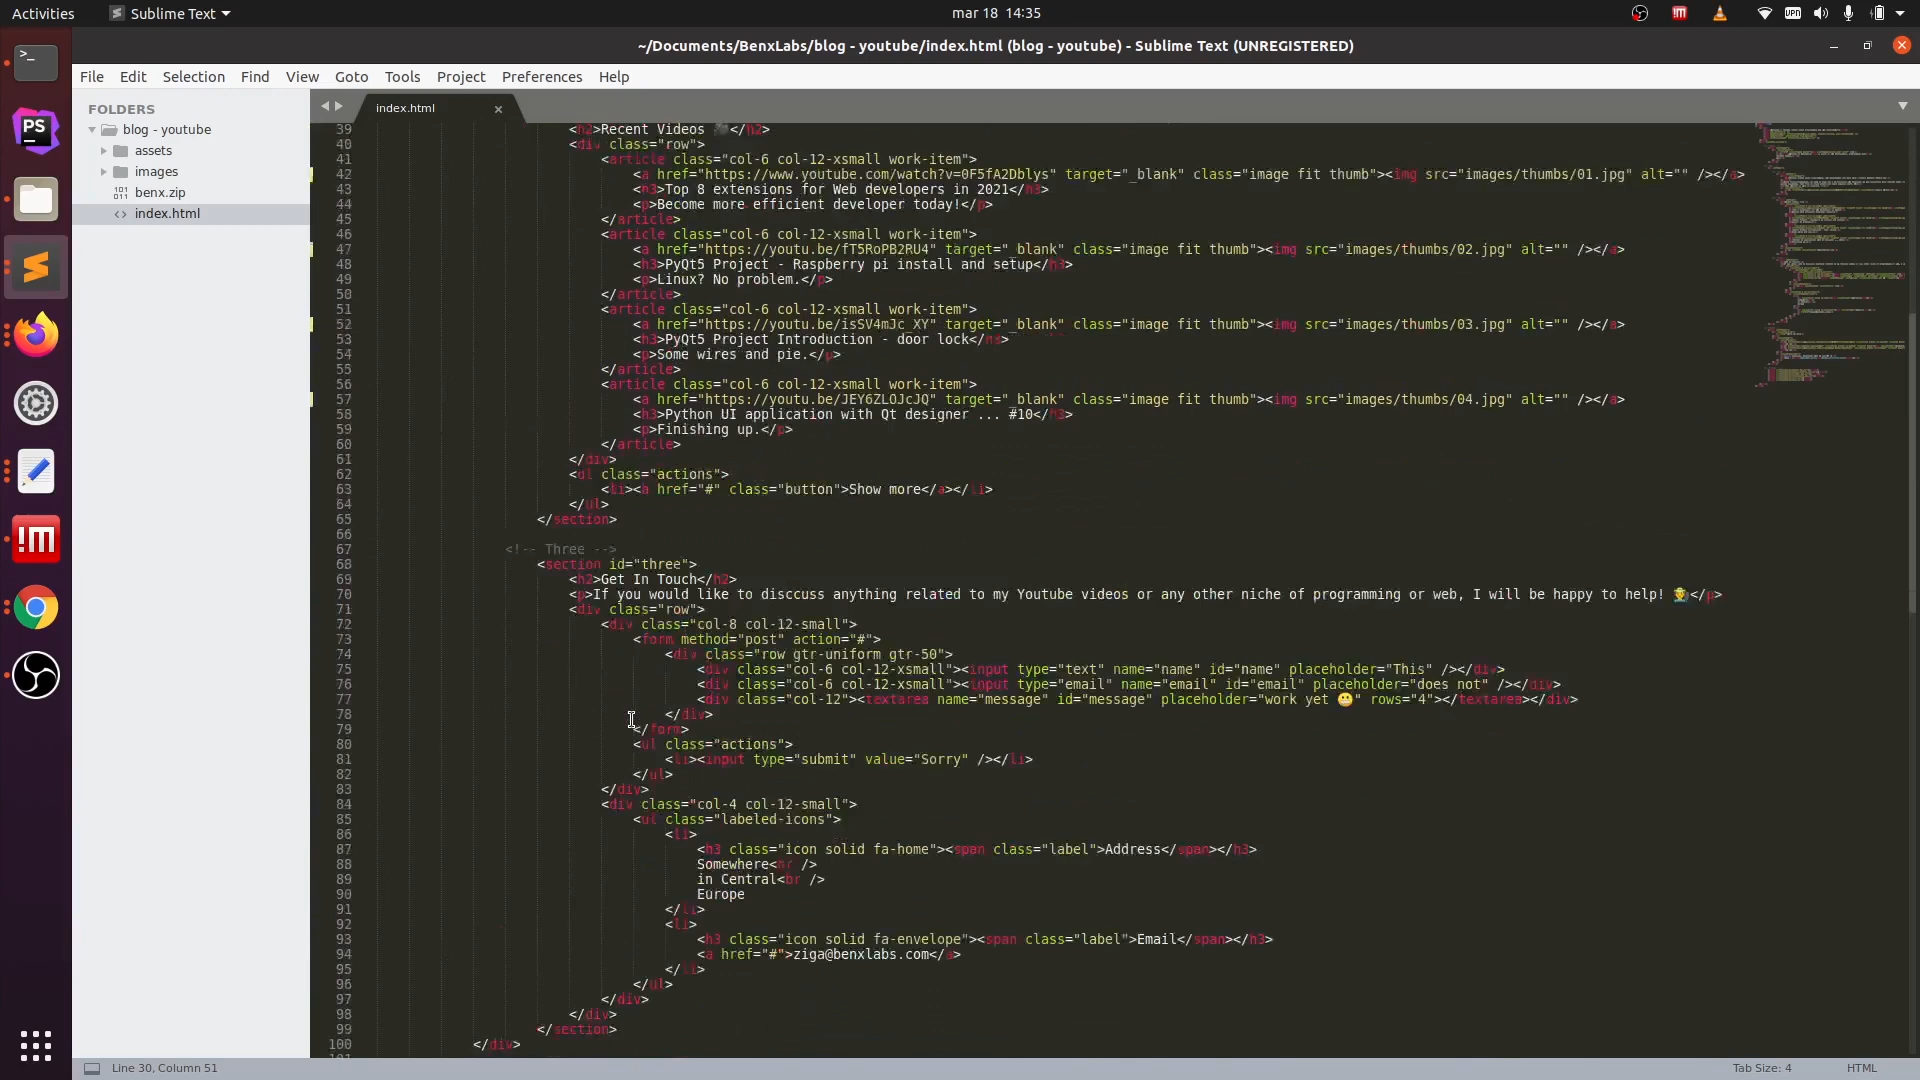 Activities
Sublime Text
mar 18 14:35
VPN
~/Documents/BenxLabs/blog - youtube/index.html (blog - youtube) - Sublime Text (UNREGISTERED)
File Edit Selection Find View Goto Tools Project Preferences Help
FOLDERS
blog - youtube
assets
images
benx.zip
index.html
index.html
39 <h2>Recent Videos 🎥</h2>
40 <div class="row">
41 <article class="col-6 col-12-xsmall work-item">
42 <a href="https://www.youtube.com/watch?v=0F5fA2Dblys" target="_blank" class="image fit thumb"><img src="images/thumbs/01.jpg" alt="" /></a>
43 <h3>Top 8 extensions for Web developers in 2021</h3>
44 <p>Become more efficient developer today!</p>
45 </article>
46 <article class="col-6 col-12-xsmall work-item">
47 <a href="https://youtu.be/fT5RoPB2RU4" target="_blank" class="image fit thumb"><img src="images/thumbs/02.jpg" alt="" /></a>
48 <h3>PyQt5 Project - Raspberry pi install and setup</h3>
49 <p>Linux? No problem.</p>
50 </article>
51 <article class="col-6 col-12-xsmall work-item">
52 <a href="https://youtu.be/isSV4mJc_XY" target="_blank" class="image fit thumb"><img src="images/thumbs/03.jpg" alt="" /></a>
53 <h3>PyQt5 Project Introduction - door lock</h3>
54 <p>Some wires and pie.</p>
55 </article>
56 <article class="col-6 col-12-xsmall work-item">
57 <a href="https://youtu.be/JEY6ZLOJcJQ" target="_blank" class="image fit thumb"><img src="images/thumbs/04.jpg" alt="" /></a>
58 <h3>Python UI application with Qt designer ... #10</h3>
59 <p>Finishing up.</p>
60 </article>
61 </div>
62 <ul class="actions">
63 <li><a href="#" class="button">Show more</a></li>
64 </ul>
65 </section>
66
67 <!-- Three -->
68 <section id="three">
69 <h2>Get In Touch</h2>
70 <p>If you would like to disccuss anything related to my Youtube videos or any other niche of programming or web, I will be happy to help! 👨‍🌾</p>
71 <div class="row">
72 <div class="col-8 col-12-small">
73 <form method="post" action="#">
74 <div class="row gtr-uniform gtr-50">
75 <div class="col-6 col-12-xsmall"><input type="text" name="name" id="name" placeholder="This" /></div>
76 <div class="col-6 col-12-xsmall"><input type="email" name="email" id="email" placeholder="does not" /></div>
77 <div class="col-12"><textarea name="message" id="message" placeholder="work yet 😬" rows="4"></textarea></div>
78 </div>
79 </form>
80 <ul class="actions">
81 <li><input type="submit" value="Sorry" /></li>
82 </ul>
83 </div>
84 <div class="col-4 col-12-small">
85 <ul class="labeled-icons">
86 <li>
87 <h3 class="icon solid fa-home"><span class="label">Address</span></h3>
88 Somewhere<br />
89 in Central<br />
90 Europe
91 </li>
92 <li>
93 <h3 class="icon solid fa-envelope"><span class="label">Email</span></h3>
94 <a href="#">ziga@benxlabs.com</a>
95 </li>
96 </ul>
97 </div>
98 </div>
99 </section>
100 </div>
Line 30, Column 51
Tab Size: 4
HTML